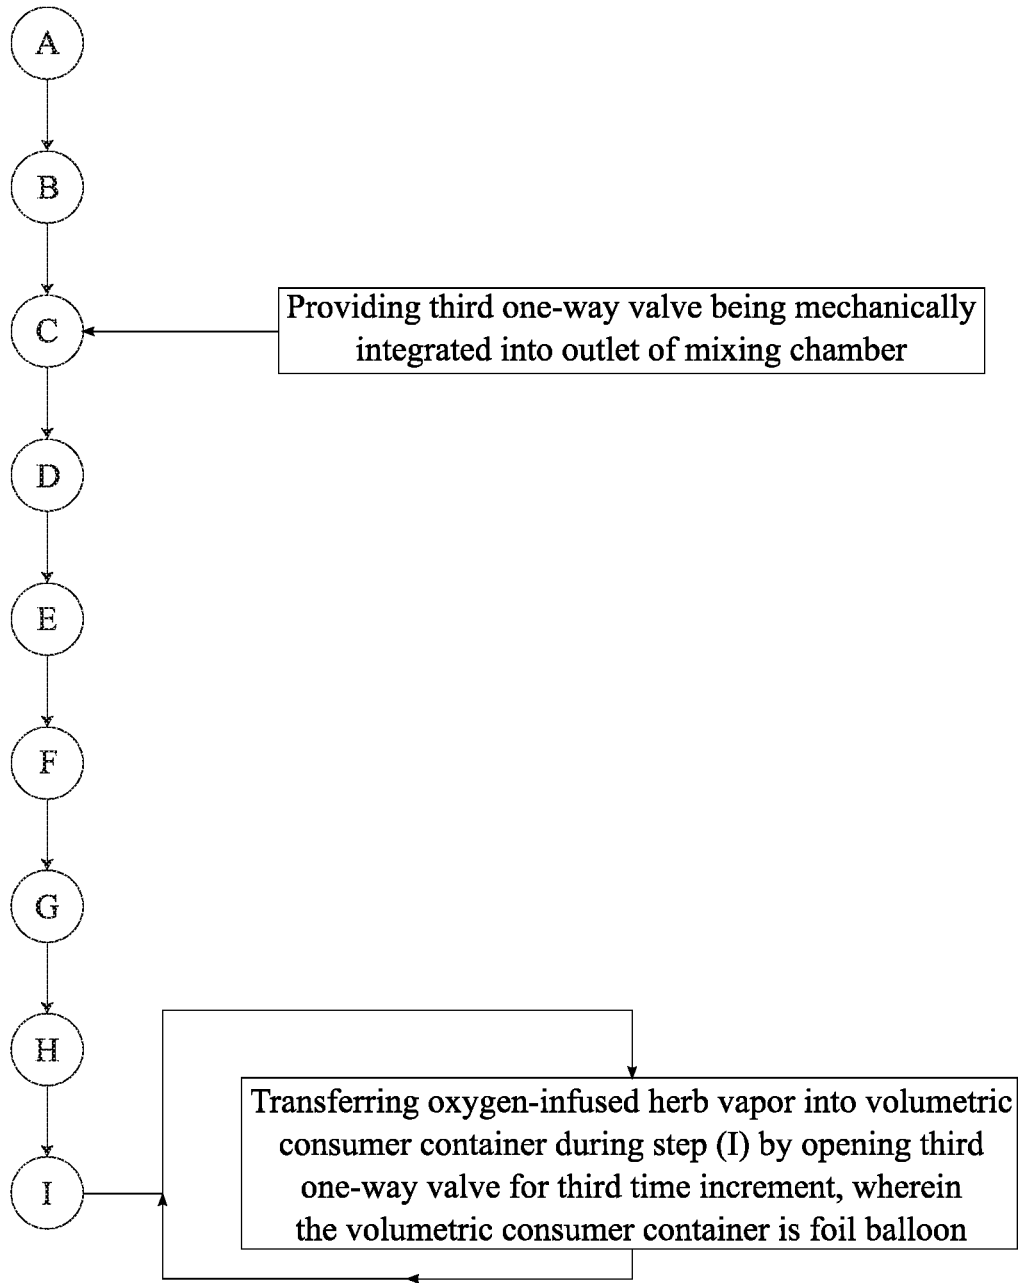 A
B
C
Providing third one-way valve being mechanically
integrated into outlet of mixing chamber
D
E
F
G
H
Transferring oxygen-infused herb vapor into volumetric
consumer container during step (I) by opening third
one-way valve for third time increment, wherein
the volumetric consumer container is foil balloon
I